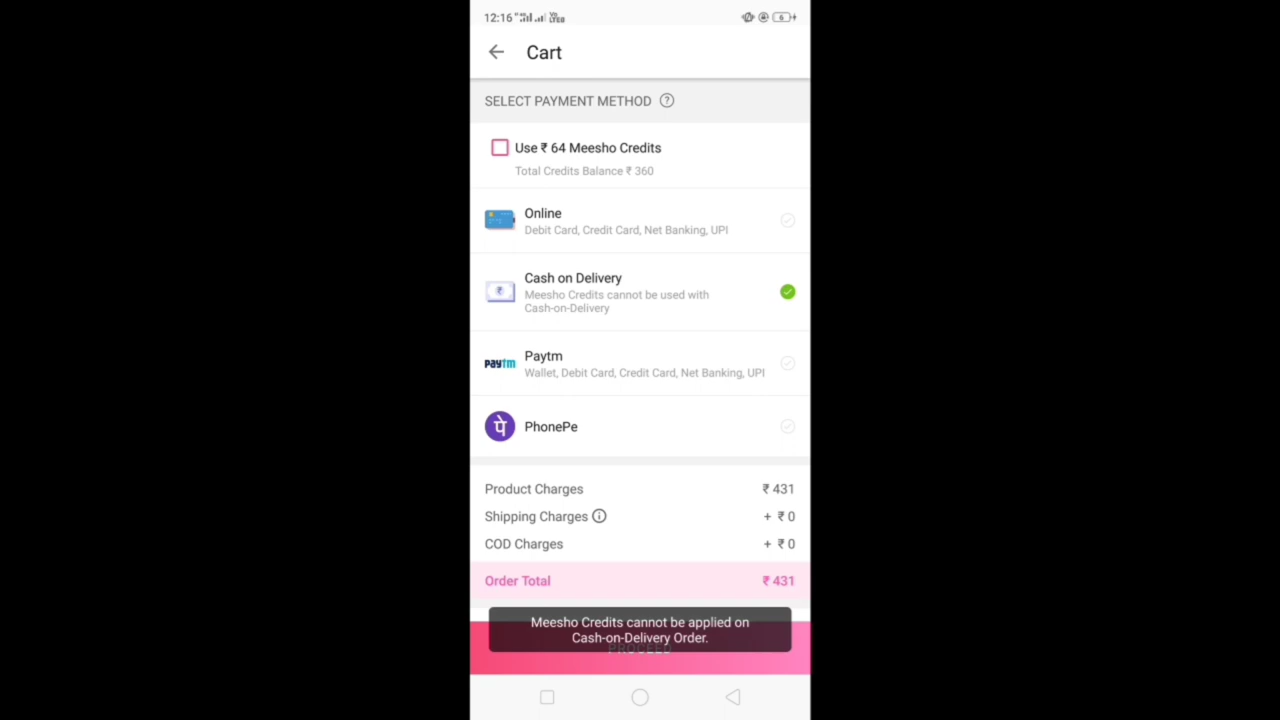 12:16
Cart
SELECT PAYMENT METHOD ?
Use ₹ 64 Meesho Credits
Total Credits Balance ₹ 360
Online
Debit Card, Credit Card, Net Banking, UPI
Cash on Delivery
Meesho Credits cannot be used with
Cash-on-Delivery
Paytm
Paytm
Wallet, Debit Card, Credit Card, Net Banking, UPI
पे PhonePe
Product Charges ₹ 431
Shipping Charges + ₹ 0
COD Charges + ₹ 0
Order Total ₹ 431
Meesho Credits cannot be applied on
Cash-on-Delivery Order.
PROCEED